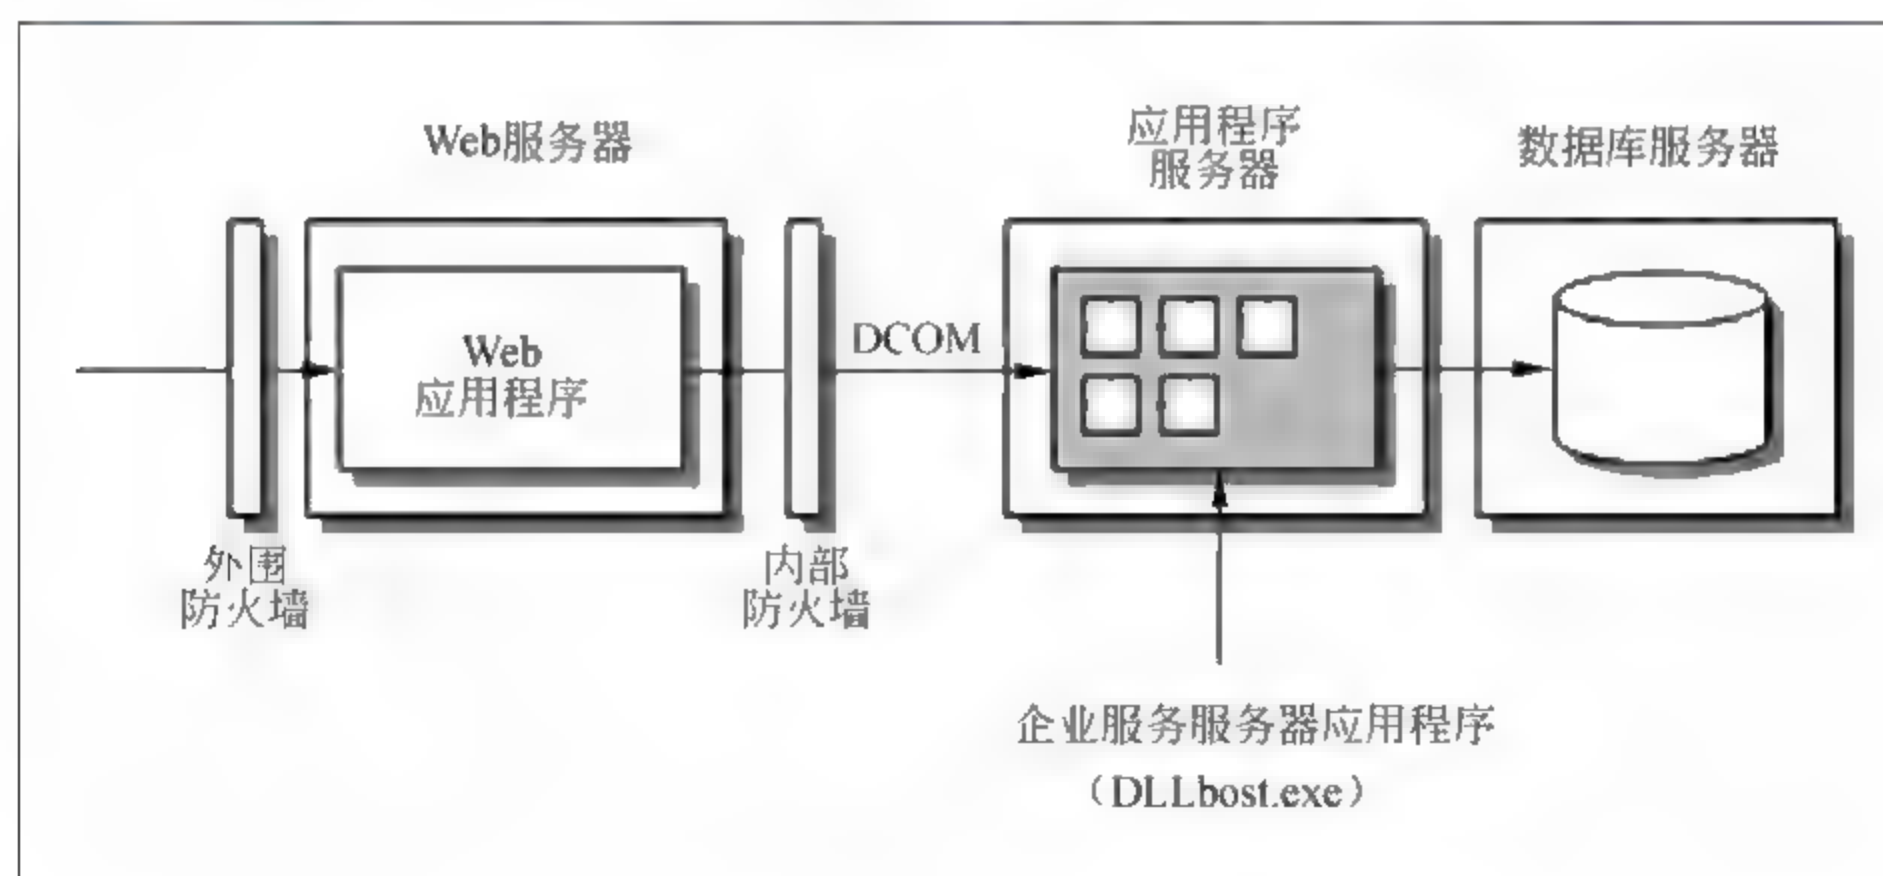 Web服务器
应用程序
服务器
数据库服务器
Web
应用程序
DCOM
外围
防火墙
内部
防火墙
企业服务服务器应用程序
（DLLbost.exe）